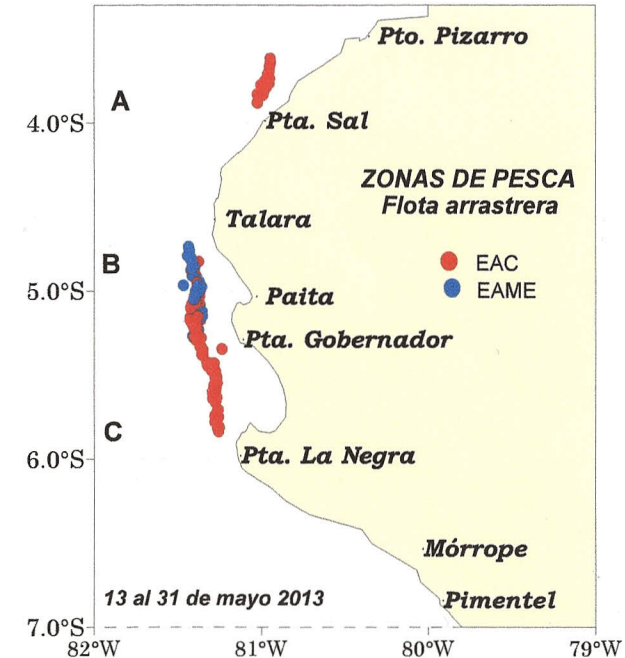 Pto. Pizarro
A
4.0°S
Pta. Sal
ZONAS DE PESCA
Flota arrastrera
Talara
B
EAC
5.0°S
EAME
Paita
Pta. Gobernador
C
6.0°S
Pta. La Negra
Mórrope
13 al 31 de mayo 2013
Pimentel
7.0°S
82°W
81°W
80°W
79°W